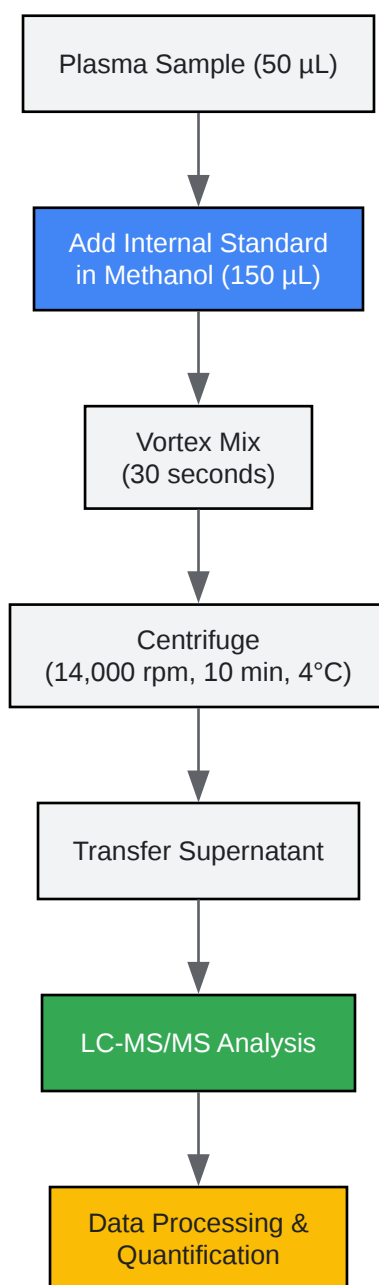 Plasma Sample (50 µL)
Add Internal Standard
in Methanol (150 µL)
Vortex Mix
(30 seconds)
Centrifuge
(14,000 rpm, 10 min, 4°C)
Transfer Supernatant
LC-MS/MS Analysis
Data Processing &
Quantification